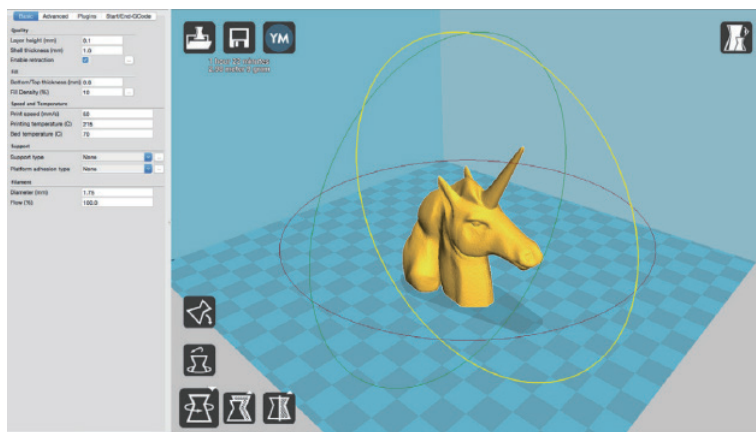 Basic Advanced Plugins Start/End-GCode
Quality
Layer height (mm) 0.1
Shell thickness (mm) 1.0
Enable retraction
Fill
Bottom/Top thickness (mm) 0.6
Fill Density (%) 10
Speed and Temperature
Print speed (mm/s) 50
Printing temperature (C) 215
Bed temperature (C) 70
Support
Support type None
Platform adhesion type None
Filament
Diameter (mm) 1.75
Flow (%) 100.0
YM
minutes